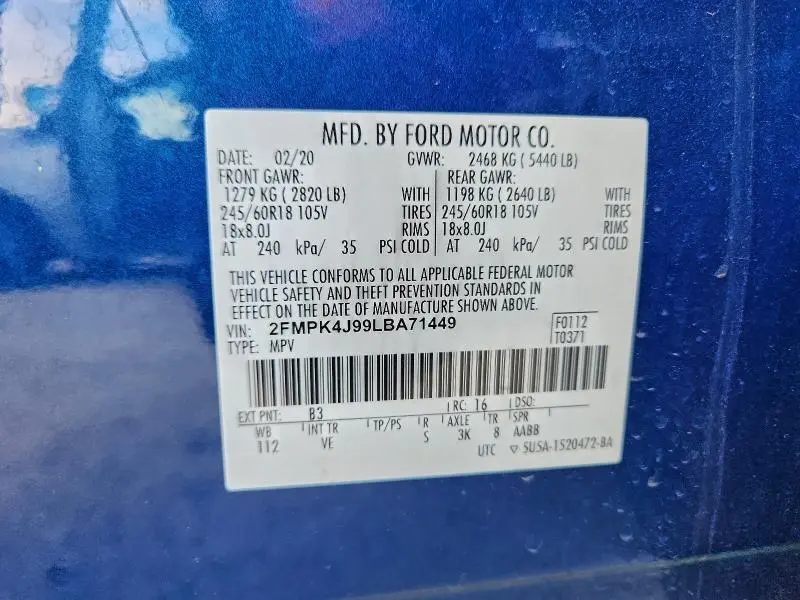 MFD. BY FORD MOTOR CO.
DATE: 02/20 GVWR: 2468 KG ( 5440 LB)
FRONT GAWR: REAR GAWR:
1279 KG ( 2820 LB) WITH 1198 KG ( 2640 LB) WITH
245/60R18 105V TIRES 245/60R18 105V TIRES
18x8.0J RIMS 18x8.0J RIMS
AT 240 kPa/ 35 PSI COLD AT 240 kPa/ 35 PSI COLD
THIS VEHICLE CONFORMS TO ALL APPLICABLE FEDERAL MOTOR
VEHICLE SAFETY AND THEFT PREVENTION STANDARDS IN
EFFECT ON THE DATE OF MANUFACTURE SHOWN ABOVE.
VIN: 2FMPK4J99LBA71449 F0112
TYPE: MPV T0371
EXT PNT: B3 RC: 16 DSO:
WB INT TR TP/PS R AXLE TR SPR
112 VE S 3K 8 AABB
UTC ▽ 5U5A-1520472-BA